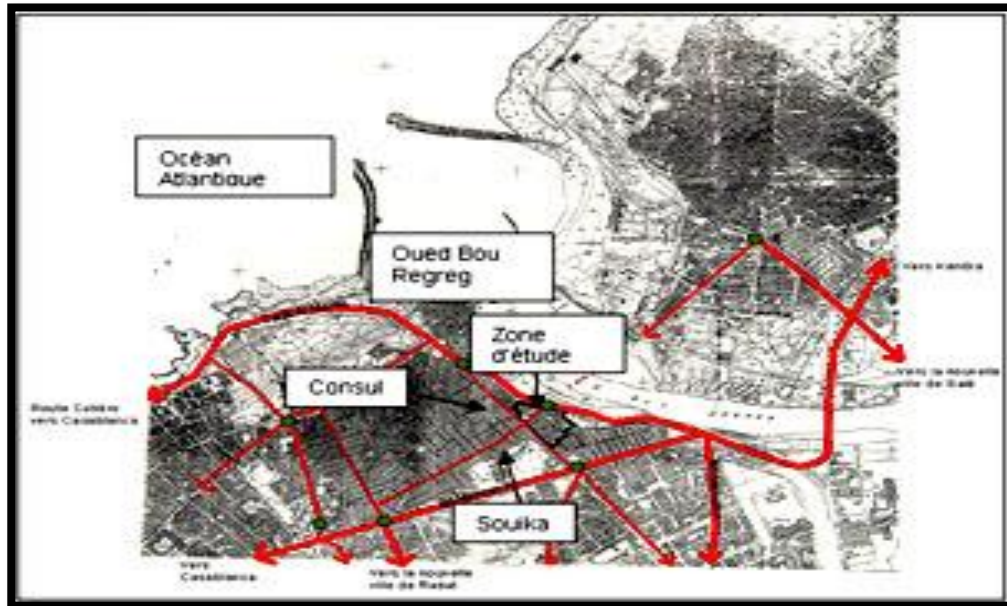 Océan
Atlantique
Oued Bou
Regreg
Vers Kenitra
Zone
d'étude
Vers la nouvelle
ville de Salé
Consul
Route Cotière
vers Casablanca
Souika
Vers
Casablanca
Vers la nouvelle
ville de Rabat